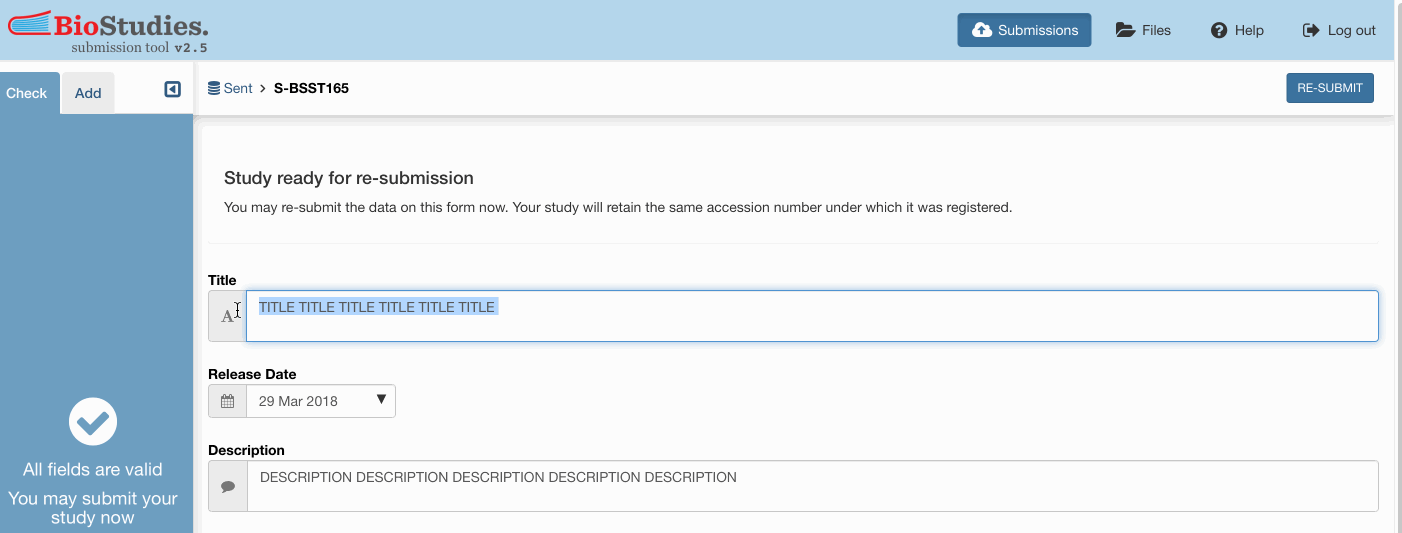 BioStudies.
submission tool v2.5
Submissions
Files
Help
Log out
Check
Add
Sent > S-BSST165
RE-SUBMIT
Study ready for re-submission
You may re-submit the data on this form now. Your study will retain the same accession number under which it was registered.
Title
A
TITLE TITLE TITLE TITLE TITLE TITLE
Release Date
29 Mar 2018
Description
DESCRIPTION DESCRIPTION DESCRIPTION DESCRIPTION DESCRIPTION
All fields are valid
You may submit your
study now